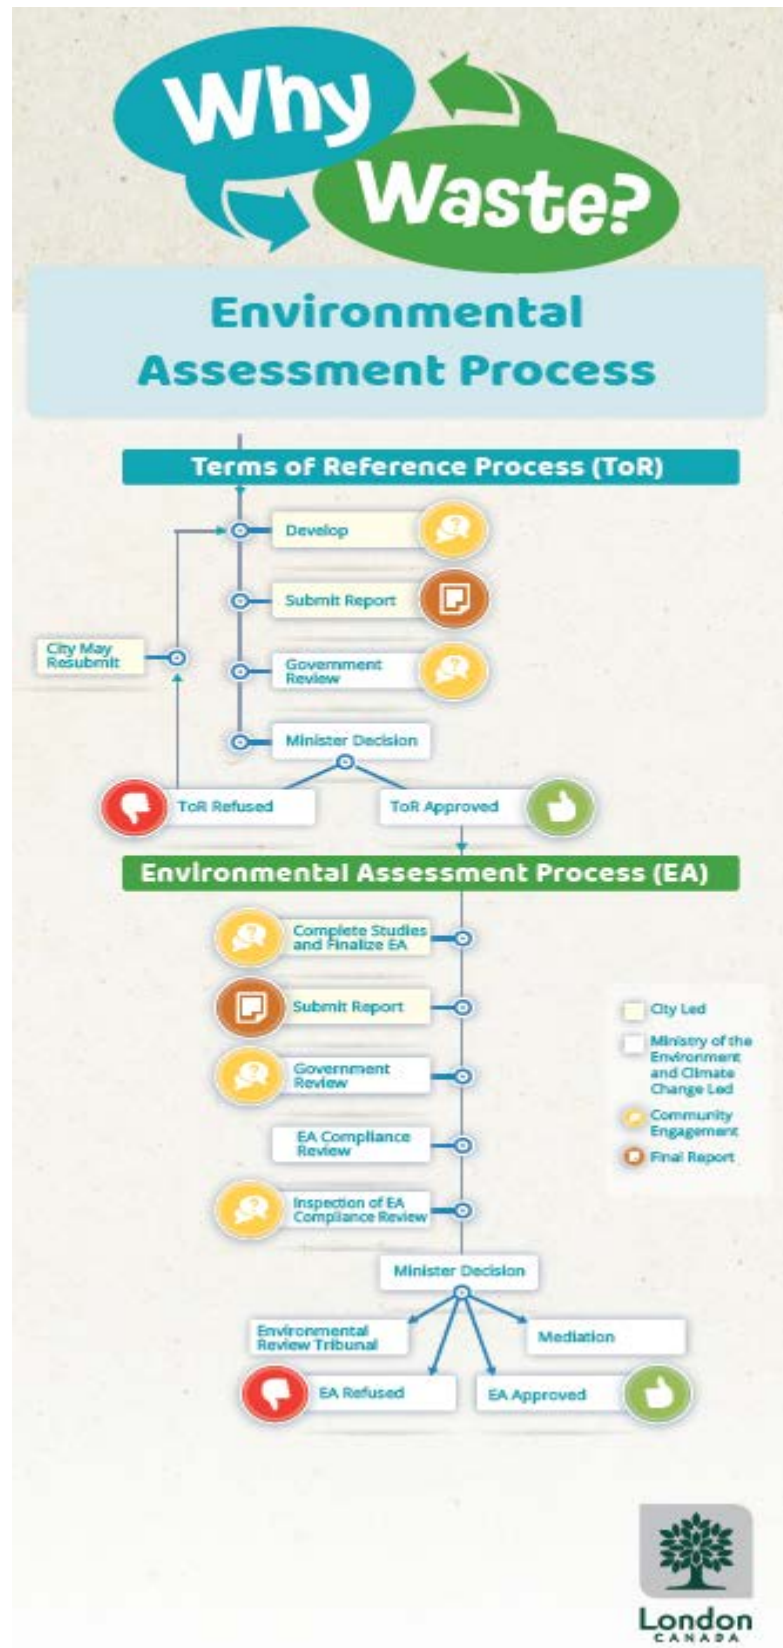 Why
Waste?
Environmental
Assessment Process
Terms of Reference Process (ToR)
Develop
?
Submit Report
City May
Resubmit
Government
Review
?
Minister Decision
ToR Refused
ToR Approved
Environmental Assessment Process (EA)
?
Complete Studies
and Finalize EA
Submit Report
?
Government
Review
EA Compliance
Review
?
Inspection of EA
Compliance Review
City Led
Ministry of the
Environment
and Climate
Change Led
Community
Engagement
Final Report
Minister Decision
Environmental
Review Tribunal
Mediation
EA Refused
EA Approved
London
CANADA